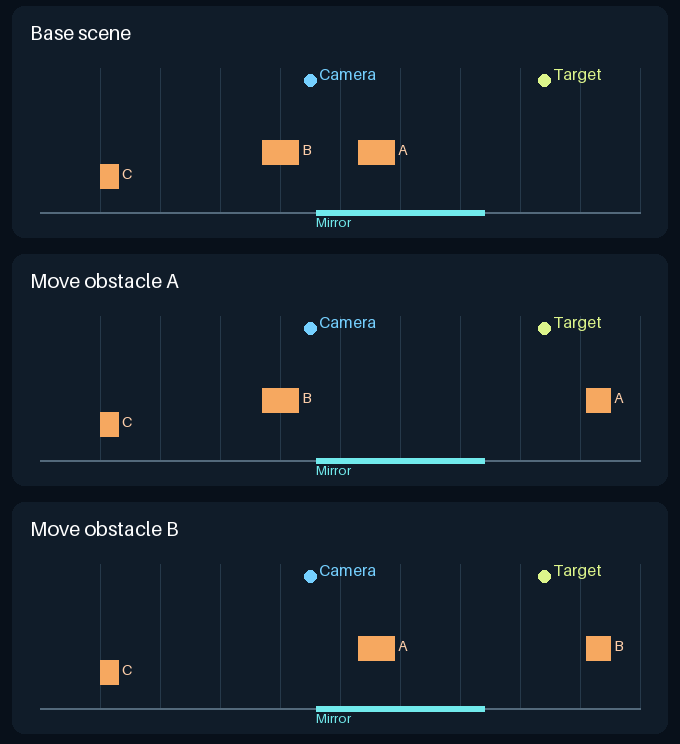 Base scene
Camera
Target
B
A
C
Mirror
Move obstacle A
Camera
Target
B
A
C
Mirror
Move obstacle B
Camera
Target
A
B
C
Mirror